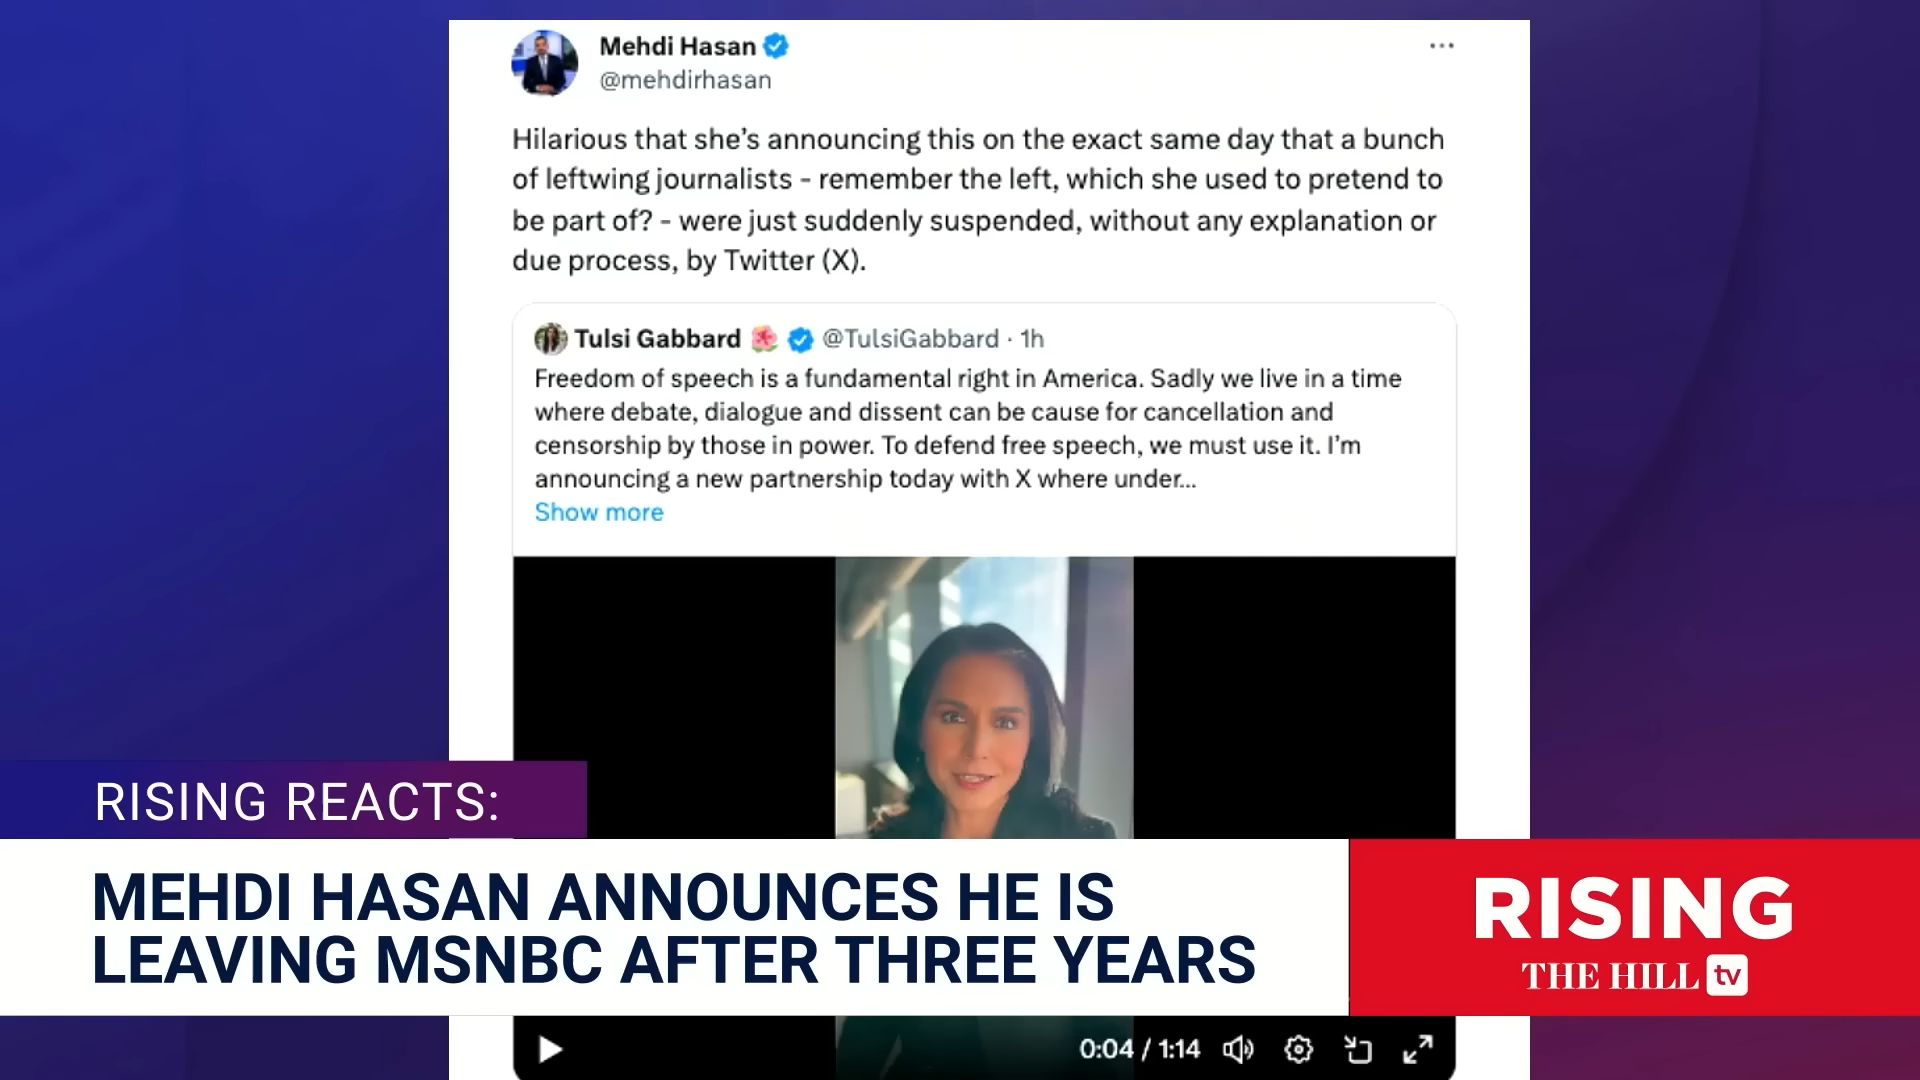 Mehdi Hasan
@mehdirhasan
Hilarious that she's announcing this on the exact same day that a bunch
of leftwing journalists - remember the left, which she used to pretend to
be part of? - were just suddenly suspended, without any explanation or
due process, by Twitter (X).
Tulsi Gabbard 🌺 @TulsiGabbard · 1h
Freedom of speech is a fundamental right in America. Sadly we live in a time
where debate, dialogue and dissent can be cause for cancellation and
censorship by those in power. To defend free speech, we must use it. I'm
announcing a new partnership today with X where under...
Show more
RISING REACTS:
MEHDI HASAN ANNOUNCES HE IS
LEAVING MSNBC AFTER THREE YEARS
RISING
THE HILL tv
0:04 / 1:14